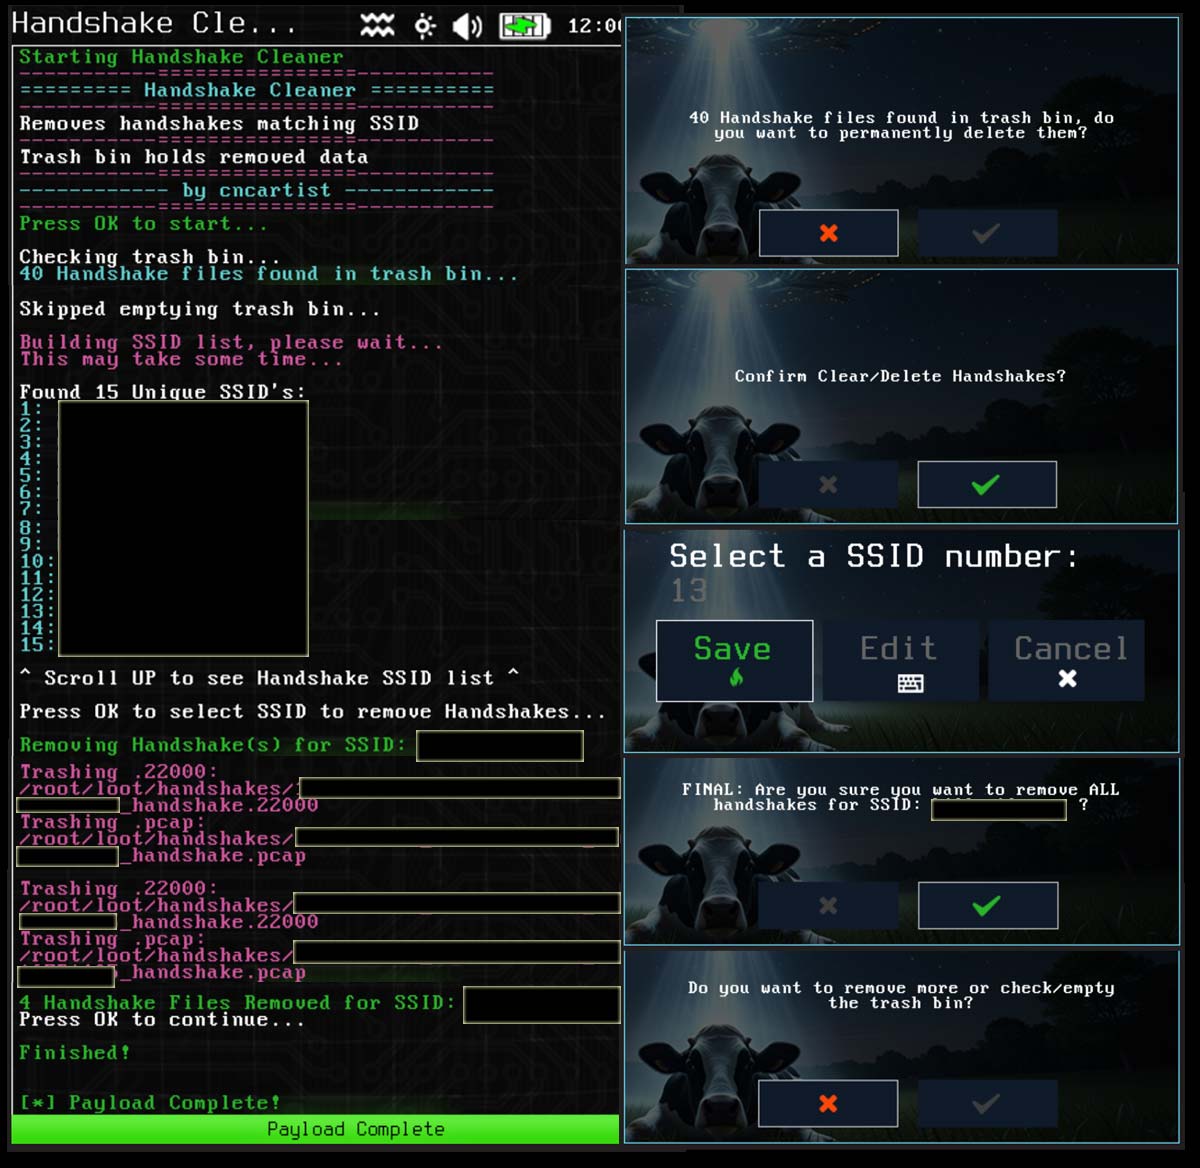 Handshake Cle...
Starting Handshake Cleaner
-----------================-----------
========= Handshake Cleaner ==========
-----------================-----------
Removes handshakes matching SSID
-----------================-----------
Trash bin holds removed data
-----------================-----------
------------ by cncartist ------------
-----------================-----------
Press OK to start...
Checking trash bin...
40 Handshake files found in trash bin...
Skipped emptying trash bin...
Building SSID list, please wait...
This may take some time...
Found 15 Unique SSID's:
1:
2:
3:
4:
5:
6:
7:
8:
9:
10:
11:
12:
13:
14:
15:
^ Scroll UP to see Handshake SSID list ^
Press OK to select SSID to remove Handshakes...
Removing Handshake(s) for SSID:
Trashing .22000:
/root/loot/handshakes/
_handshake.22000
Trashing .pcap:
/root/loot/handshakes/
_handshake.pcap
Trashing .22000:
/root/loot/handshakes/
_handshake.22000
Trashing .pcap:
/root/loot/handshakes/
_handshake.pcap
4 Handshake Files Removed for SSID:
Press OK to continue...
Finished!
[*] Payload Complete!
Payload Complete
40 Handshake files found in trash bin, do
you want to permanently delete them?
Confirm Clear/Delete Handshakes?
Select a SSID number:
13
Save Edit Cancel
FINAL: Are you sure you want to remove ALL
handshakes for SSID: ?
Do you want to remove more or check/empty
the trash bin?